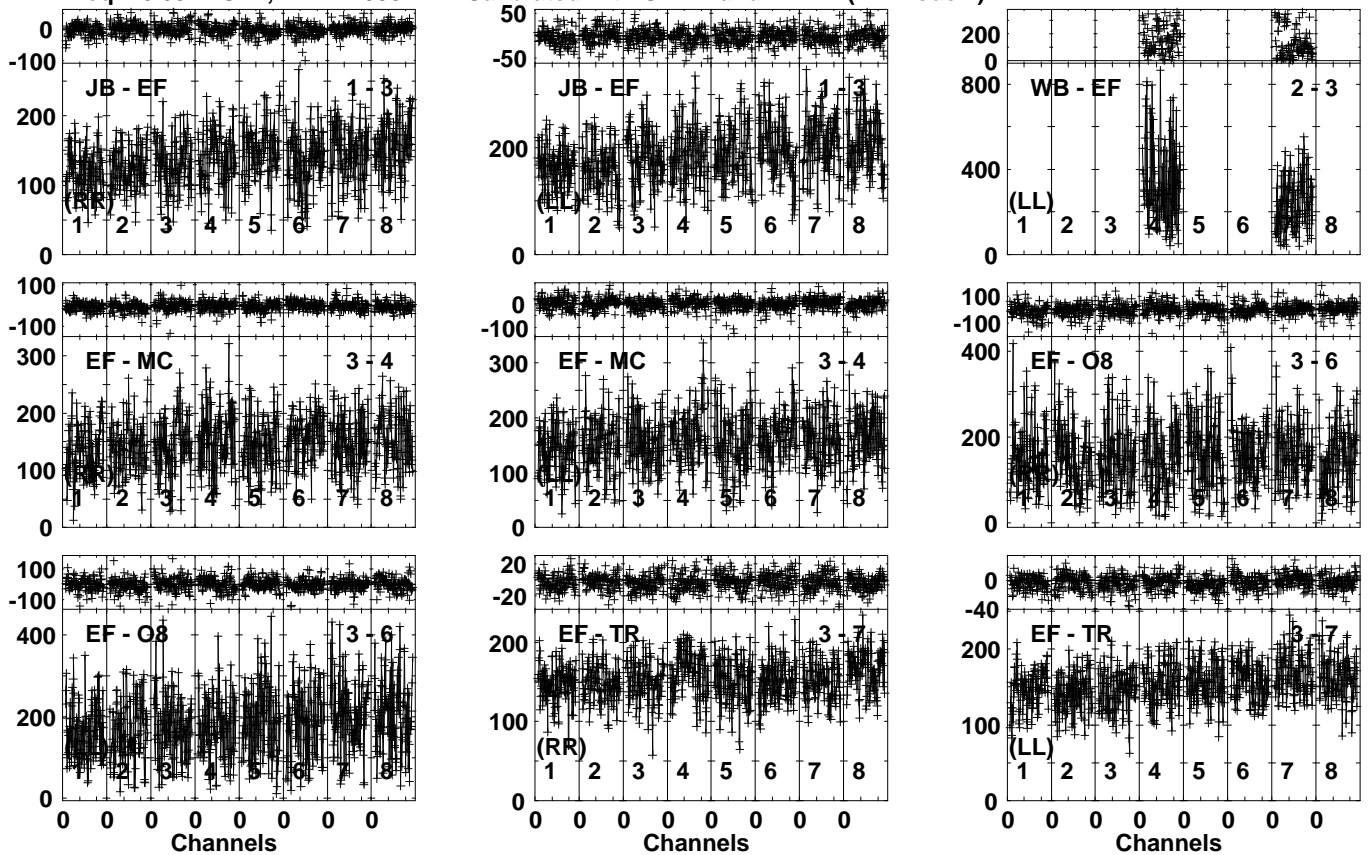 0 -100 JB - EF 1 - 3 200 100 0 (RR) 1 2 3 4 5 6 7 8
50 -50 JB - EF 1 - 3 200 0 (LL) 1 2 3 4 5 6 7 8
200 0 WB - EF 2 - 3 800 400 0 (LL) 1 2 3 4 5 6 7 8
100 -100 EF - MC 3 - 4 300 200 100 0 (RR) 1 2 3 4 5 6 7 8
0 -100 EF - MC 3 - 4 300 200 100 0 (LL) 1 2 3 4 5 6 7 8
100 -100 EF - O8 3 - 6 400 200 0 (RR) 1 2 3 4 5 6 7 8
100 -100 EF - O8 3 - 6 400 200 0 (LL) 1 2 3 4 5 6 7 8
20 -20 EF - TR 3 - 7 200 100 0 (RR) 1 2 3 4 5 6 7 8
0 -40 EF - TR 3 - 7 200 100 0 (LL) 1 2 3 4 5 6 7 8
0 0 0 0 0 0 0 0
0 0 0 0 0 0 0 0
0 0 0 0 0 0 0 0
Channels Channels Channels